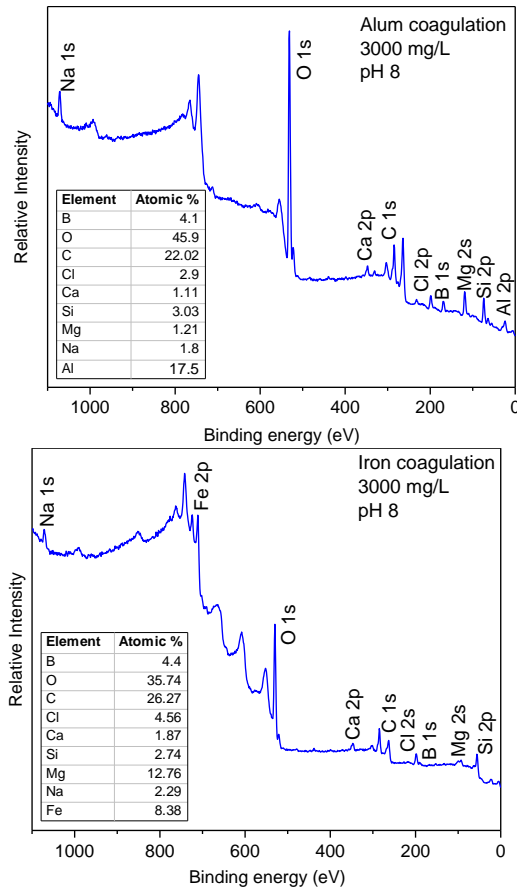 Alum coagulation
3000 mg/L
pH 8
Na 1s
O 1s
Ca 2p
C 1s
Cl 2p
B 1s
Mg 2s
Si 2p
Al 2p
Relative Intensity
Element Atomic %
B 4.1
O 45.9
C 22.02
Cl 2.9
Ca 1.11
Si 3.03
Mg 1.21
Na 1.8
Al 17.5
1000 800 600 400 200 0
Binding energy (eV)
Iron coagulation
3000 mg/L
pH 8
Na 1s
Fe 2p
O 1s
Ca 2p
C 1s
Cl 2s
B 1s
Mg 2s
Si 2p
Relative Intensity
Element Atomic %
B 4.4
O 35.74
C 26.27
Cl 4.56
Ca 1.87
Si 2.74
Mg 12.76
Na 2.29
Fe 8.38
1000 800 600 400 200 0
Binding energy (eV)